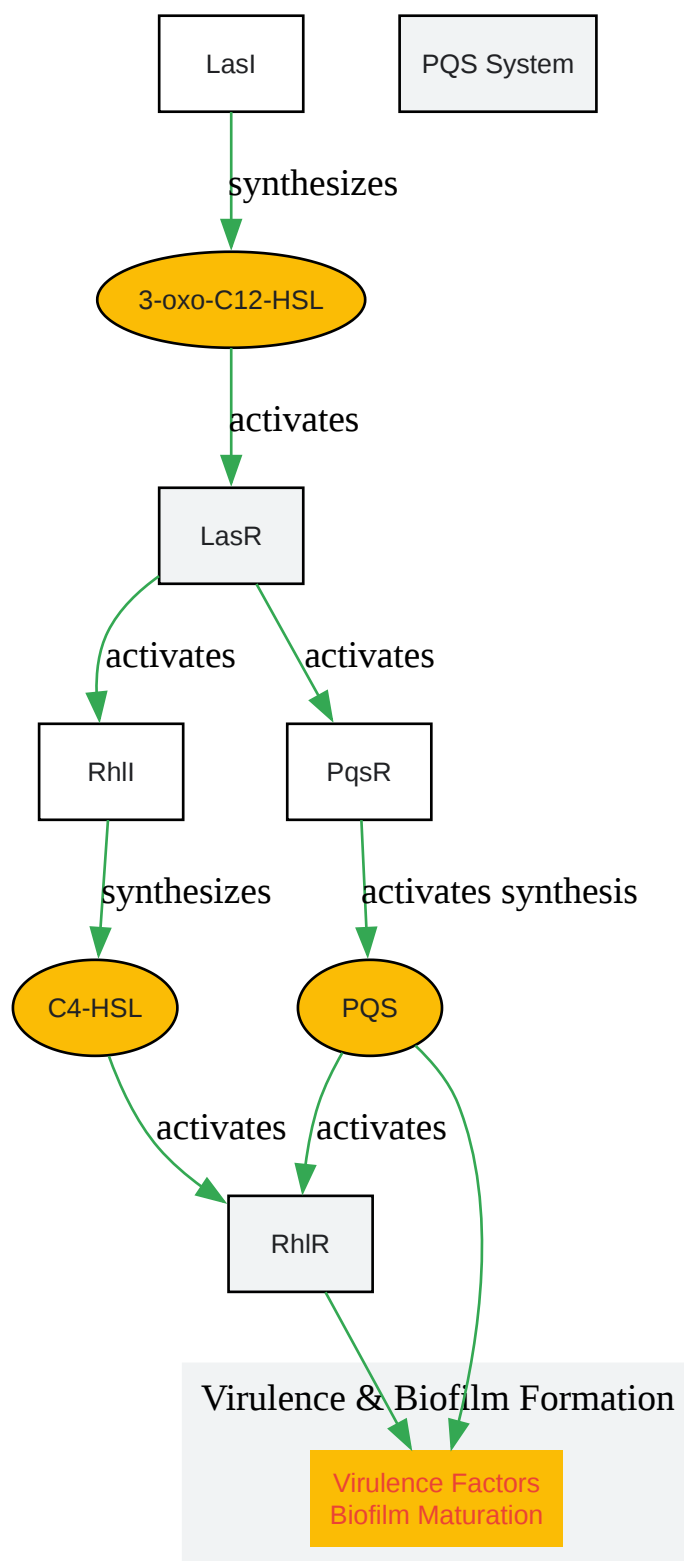 LasI
PQS System
synthesizes
3-oxo-C12-HSL
activates
LasR
activates
activates
RhlI
PqsR
synthesizes
activates synthesis
C4-HSL
PQS
activates
activates
RhlR
Virulence & Biofilm Formation
Virulence Factors
Biofilm Maturation